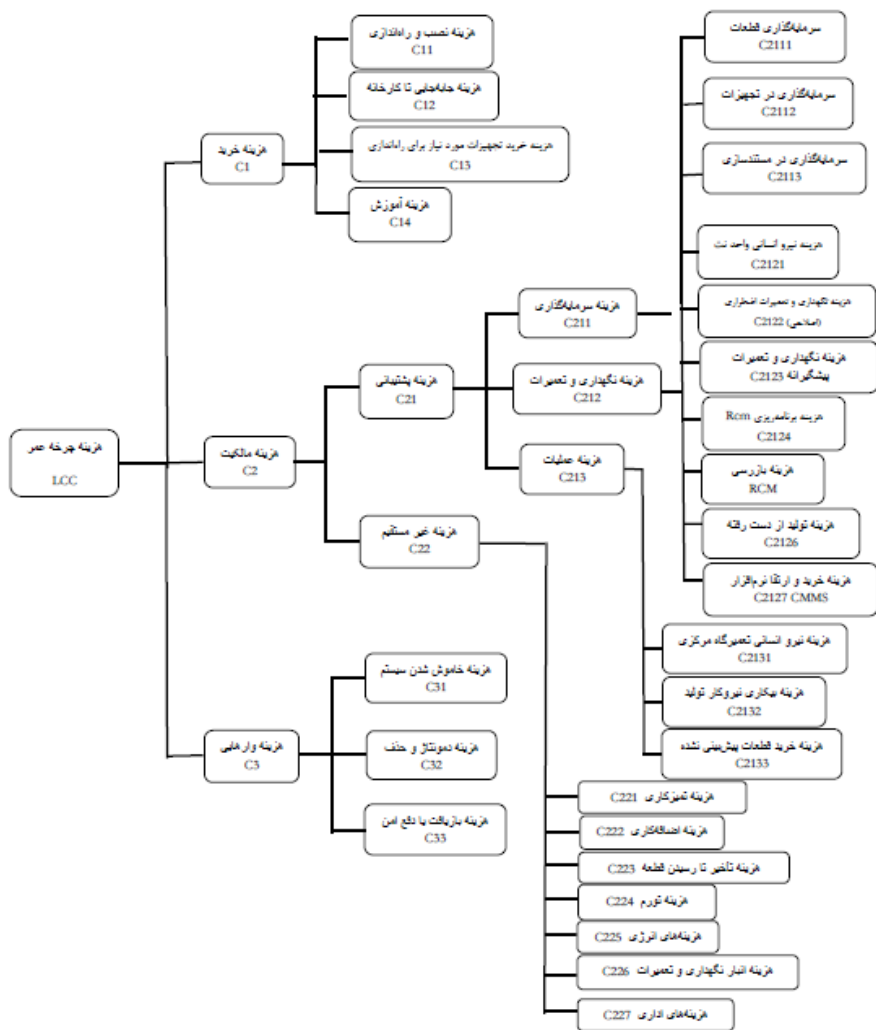 هزینه چرخه عمر
LCC
هزینه خرید
C1
هزینه نصب و راه‌اندازی
C11
هزینه جابه‌جایی تا کارخانه
C12
هزینه خرید تجهیزات مورد نیاز برای راه‌اندازی
C13
هزینه آموزش
C14
هزینه مالکیت
C2
هزینه پشتیبانی
C21
هزینه سرمایه‌گذاری
C211
سرمایه‌گذاری قطعات
C2111
سرمایه‌گذاری در تجهیزات
C2112
سرمایه‌گذاری در مستندسازی
C2113
هزینه نگهداری و تعمیرات
C212
هزینه نیرو انسانی واحد نت
C2121
هزینه نگهداری و تعمیرات اضطراری
(اصلاحی) C2122
هزینه نگهداری و تعمیرات
پیشگیرانه C2123
هزینه برنامه‌ریزی Rcm
C2124
هزینه بازرسی
RCM
هزینه تولید از دست رفته
C2126
هزینه خرید و ارتقا نرم‌افزار
C2127 CMMS
هزینه عملیات
C213
هزینه نیرو انسانی تعمیرگاه مرکزی
C2131
هزینه بیکاری نیروکار تولید
C2132
هزینه خرید قطعات پیش‌بینی نشده
C2133
هزینه غیر مستقیم
C22
هزینه تمیزکاری C221
هزینه اضافه‌کاری C222
هزینه تأخیر تا رسیدن قطعه C223
هزینه تورم C224
هزینه‌های انرژی C225
هزینه انبار نگهداری و تعمیرات C226
هزینه‌های اداری C227
هزینه وارهایی
C3
هزینه خاموش شدن سیستم
C31
هزینه دمونتاژ و حذف
C32
هزینه بازیافت یا دفع امن
C33